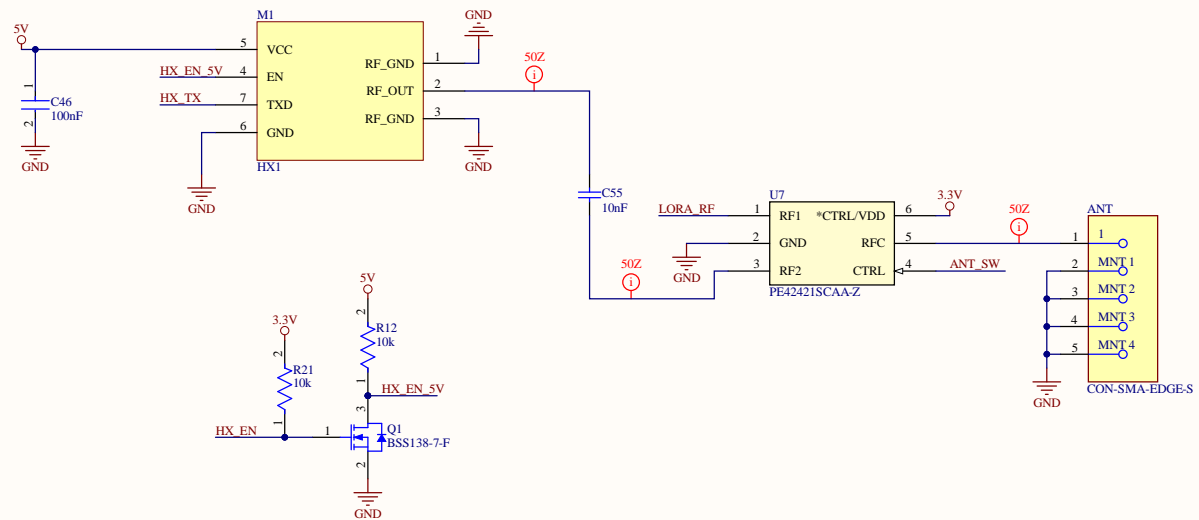 M1
5V
5
VCC
HX_EN_5V
4
EN
HX_TX
7
TXD
6
GND
RF_GND
1
RF_OUT
2
RF_GND
3
HX1
GND
GND
GND
1
C46
100nF
2
GND
50Z
i
C55
10nF
50Z
i
U7
LORA_RF
1
RF1
2
GND
3
RF2
*CTRL/VDD
6
RFC
5
CTRL
4
PE42421SCAA-Z
GND
3.3V
ANT_SW
50Z
i
ANT
1
1
2
MNT 1
3
MNT 2
4
MNT 3
5
MNT 4
CON-SMA-EDGE-S
GND
5V
2
R12
10k
1
HX_EN_5V
3.3V
2
R21
10k
1
HX_EN
1
3
Q1
BSS138-7-F
2
GND